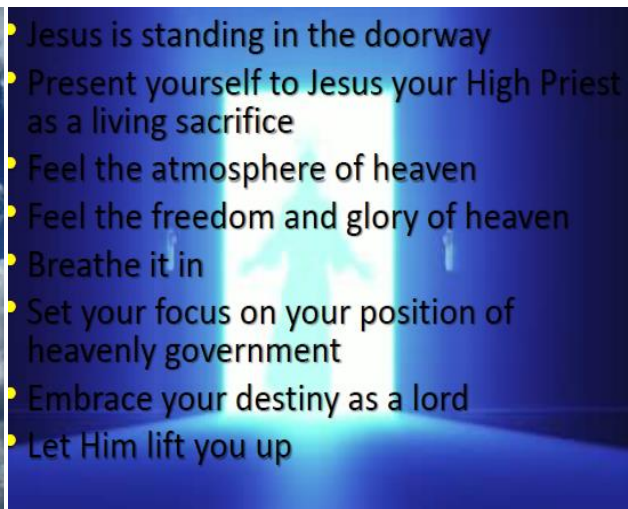 • Jesus is standing in the doorway
• Present yourself to Jesus your High Priest
as a living sacrifice
• Feel the atmosphere of heaven
• Feel the freedom and glory of heaven
• Breathe it in
• Set your focus on your position of
heavenly government
• Embrace your destiny as a lord
• Let Him lift you up